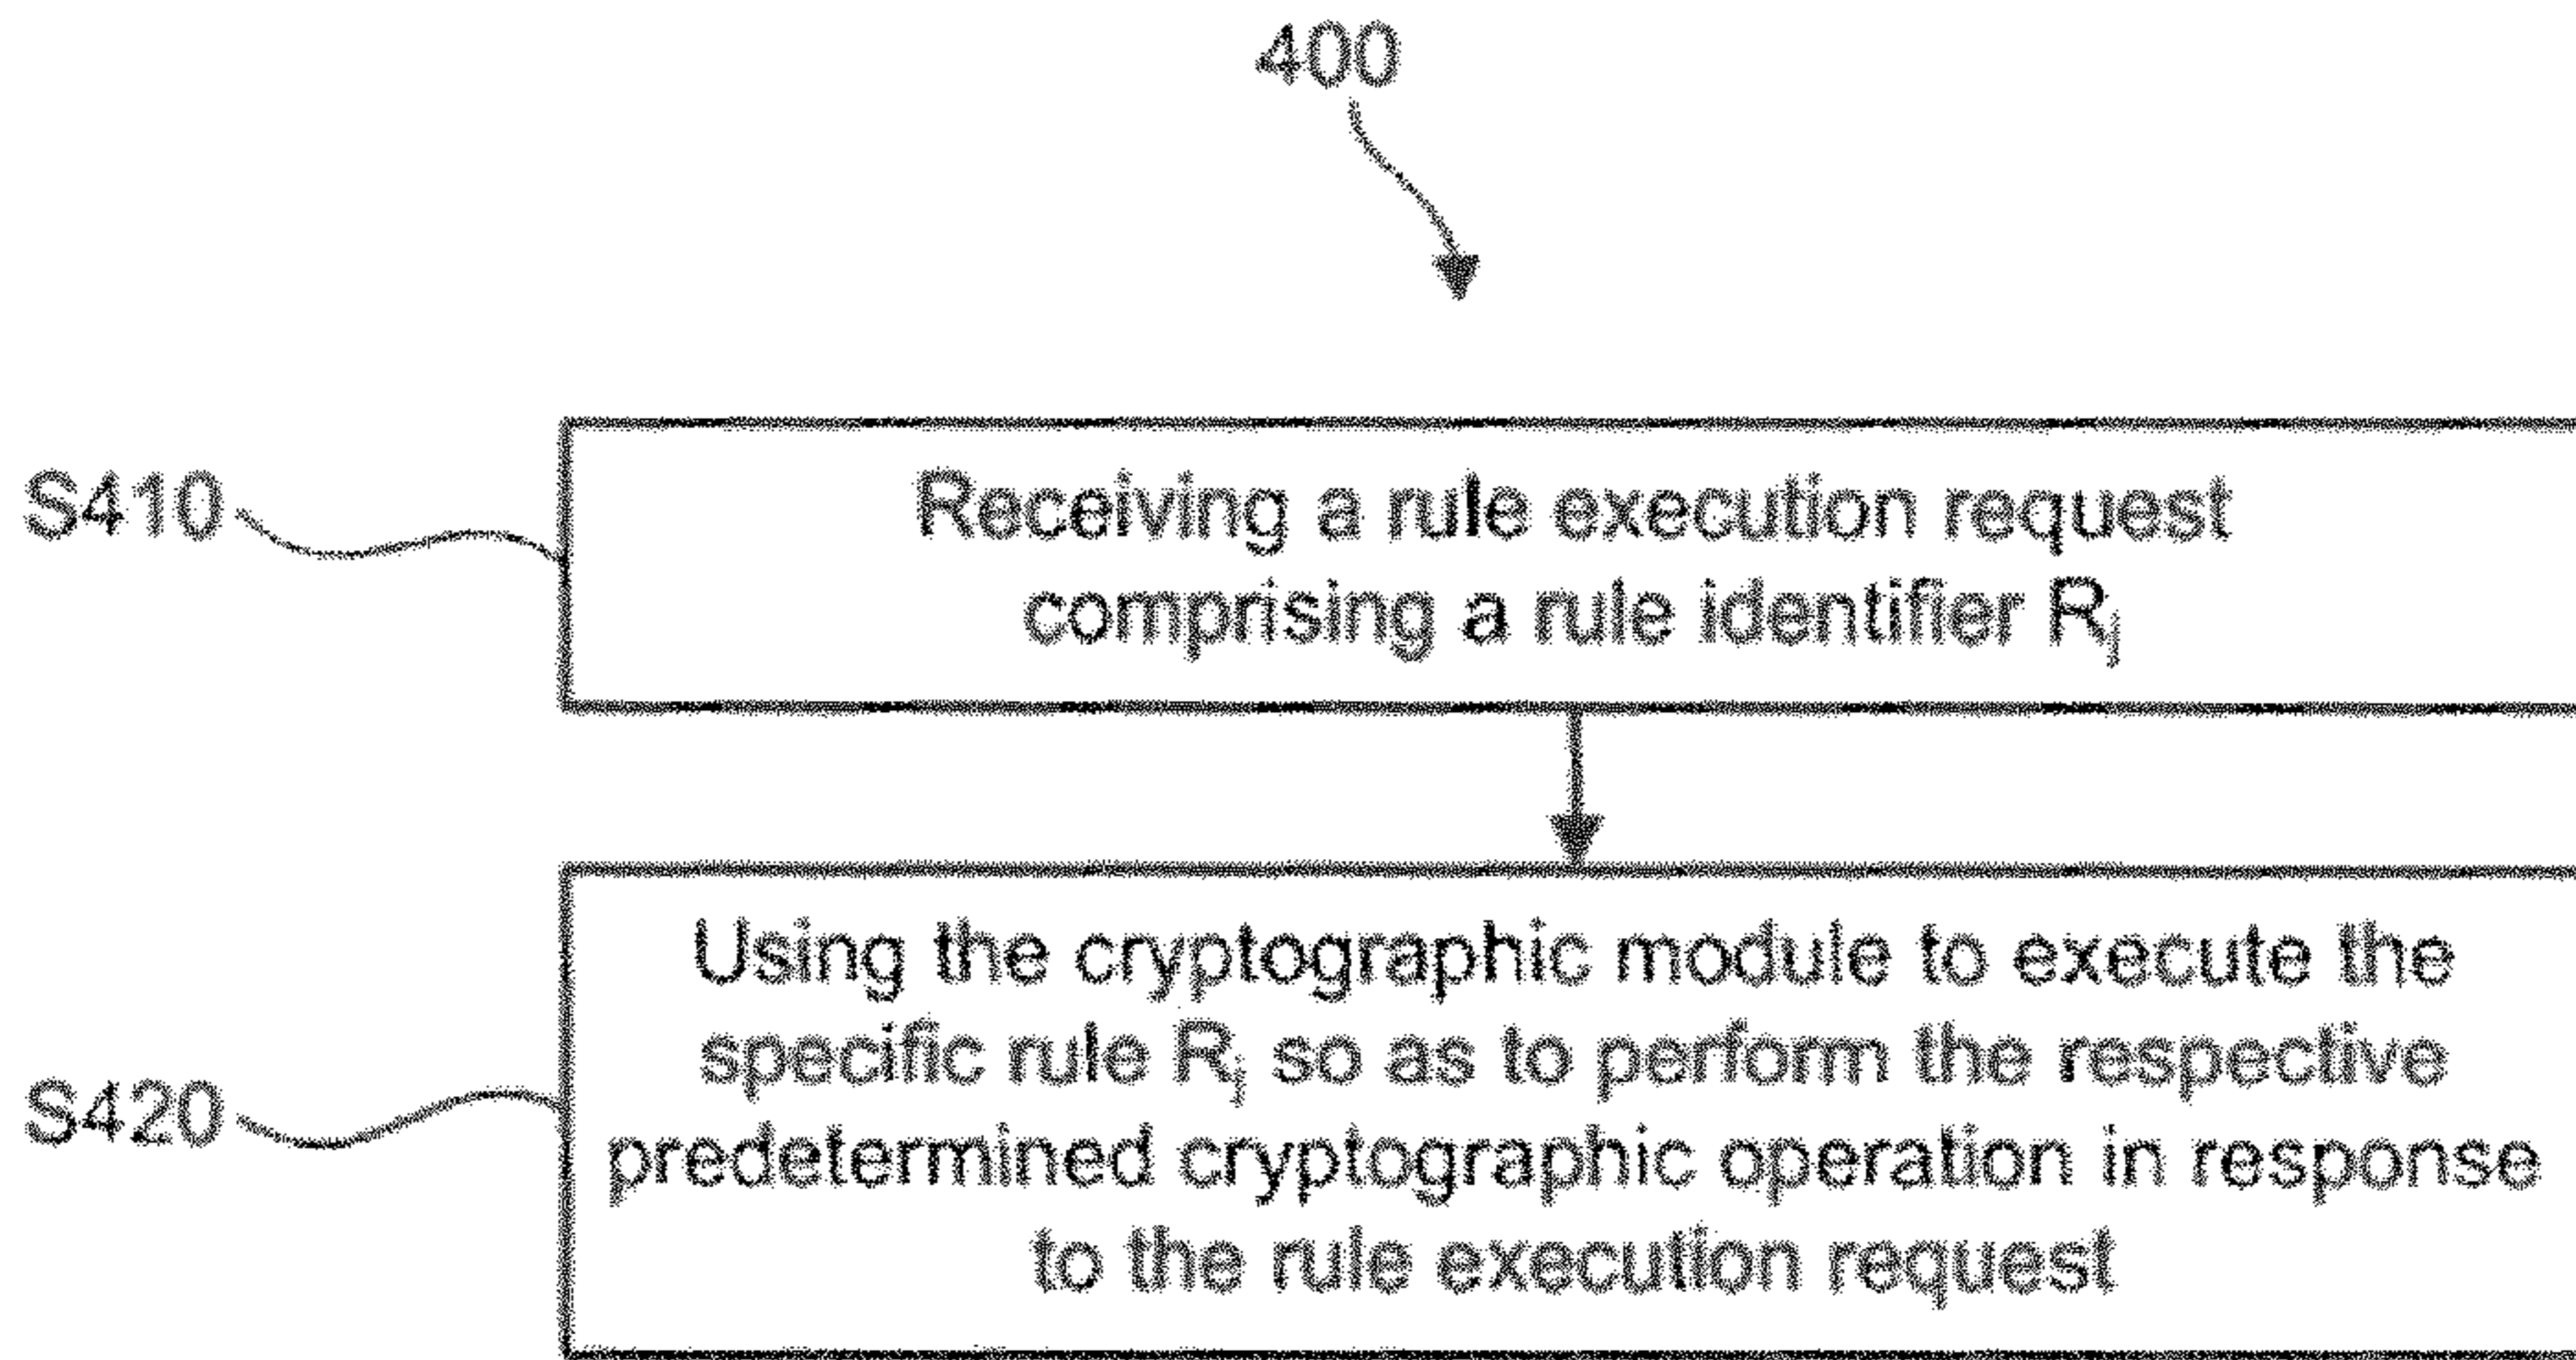 400
S410
Receiving a rule execution request
comprising a rule identifier Rj
Using the cryptographic module to execute the
specific rule Rj so as to perform the respective
S420
predetermined cryptographic operation in response
to the rule execution request